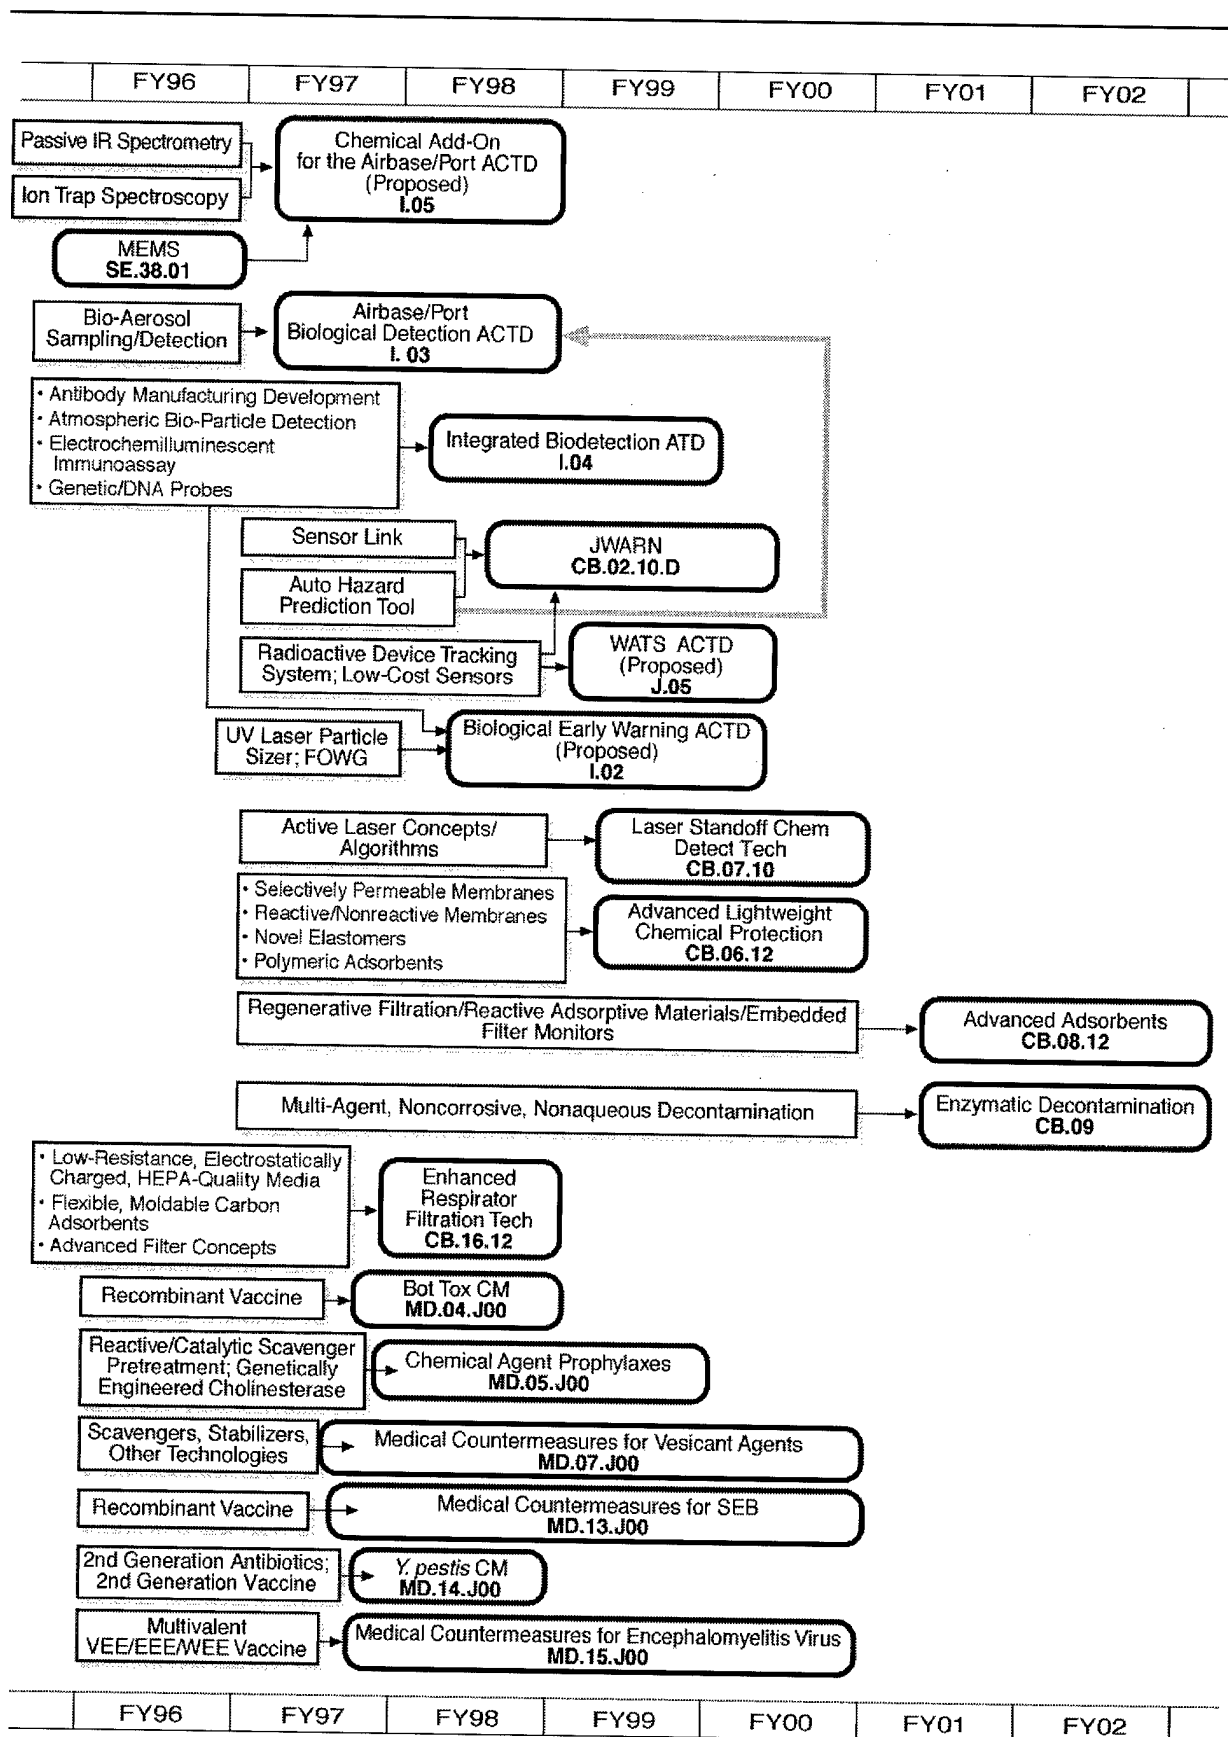 FY96 FY97 FY98 FY99 FY00 FY01 FY02
Passive IR Spectrometry
Ion Trap Spectroscopy
Chemical Add-On
for the Airbase/Port ACTD
(Proposed)
I.05
MEMS
SE.38.01
Bio-Aerosol
Sampling/Detection
Airbase/Port
Biological Detection ACTD
I. 03
• Antibody Manufacturing Development
• Atmospheric Bio-Particle Detection
• Electrochemilluminescent
Immunoassay
• Genetic/DNA Probes
Integrated Biodetection ATD
I.04
Sensor Link
Auto Hazard
Prediction Tool
JWARN
CB.02.10.D
Radioactive Device Tracking
System; Low-Cost Sensors
WATS ACTD
(Proposed)
J.05
UV Laser Particle
Sizer; FOWG
Biological Early Warning ACTD
(Proposed)
I.02
Active Laser Concepts/
Algorithms
Laser Standoff Chem
Detect Tech
CB.07.10
• Selectively Permeable Membranes
• Reactive/Nonreactive Membranes
• Novel Elastomers
• Polymeric Adsorbents
Advanced Lightweight
Chemical Protection
CB.06.12
Regenerative Filtration/Reactive Adsorptive Materials/Embedded
Filter Monitors
Advanced Adsorbents
CB.08.12
Multi-Agent, Noncorrosive, Nonaqueous Decontamination
Enzymatic Decontamination
CB.09
• Low-Resistance, Electrostatically
Charged, HEPA-Quality Media
• Flexible, Moldable Carbon
Adsorbents
• Advanced Filter Concepts
Enhanced
Respirator
Filtration Tech
CB.16.12
Recombinant Vaccine
Bot Tox CM
MD.04.J00
Reactive/Catalytic Scavenger
Pretreatment; Genetically
Engineered Cholinesterase
Chemical Agent Prophylaxes
MD.05.J00
Scavengers, Stabilizers,
Other Technologies
Medical Countermeasures for Vesicant Agents
MD.07.J00
Recombinant Vaccine
Medical Countermeasures for SEB
MD.13.J00
2nd Generation Antibiotics;
2nd Generation Vaccine
Y. pestis CM
MD.14.J00
Multivalent
VEE/EEE/WEE Vaccine
Medical Countermeasures for Encephalomyelitis Virus
MD.15.J00
FY96 FY97 FY98 FY99 FY00 FY01 FY02